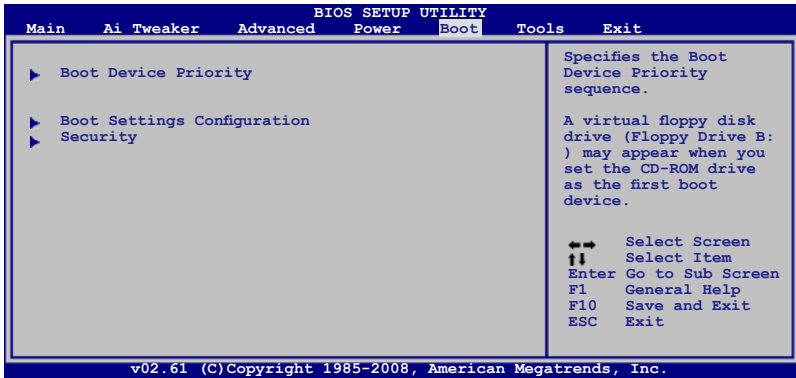 BIOS SETUP UTILITY
Main Ai Tweaker Advanced Power Boot Tools Exit
Boot Device Priority
Boot Settings Configuration
Security
Specifies the Boot
Device Priority
sequence.
A virtual floppy disk
drive (Floppy Drive B:
) may appear when you
set the CD-ROM drive
as the first boot
device.
Select Screen
Select Item
Enter Go to Sub Screen
F1 General Help
F10 Save and Exit
ESC Exit
v02.61 (C)Copyright 1985-2008, American Megatrends, Inc.